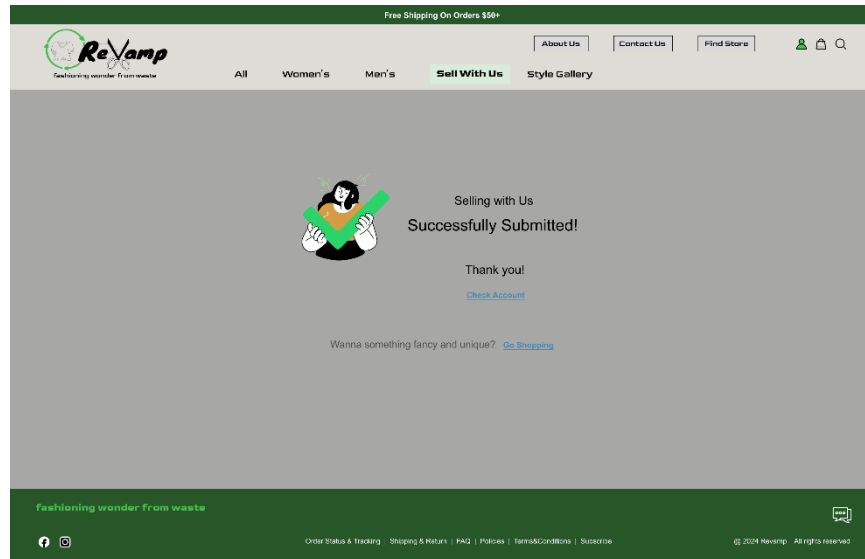 Free Shipping On Orders $50+
ReVamp
fashioning wonder from waste
About Us
Contact Us
Find Store
All
Women's
Men's
Sell With Us
Style Gallery
Selling with Us
Successfully Submitted!
Thank you!
Check Account
Wanna something fancy and unique? Go Shopping
fashioning wonder from waste
Order Status & Tracking | Shipping & Return | FAQ | Policies | Terms&Conditions | Subscribe
@ 2024 Revamp All rights reserved